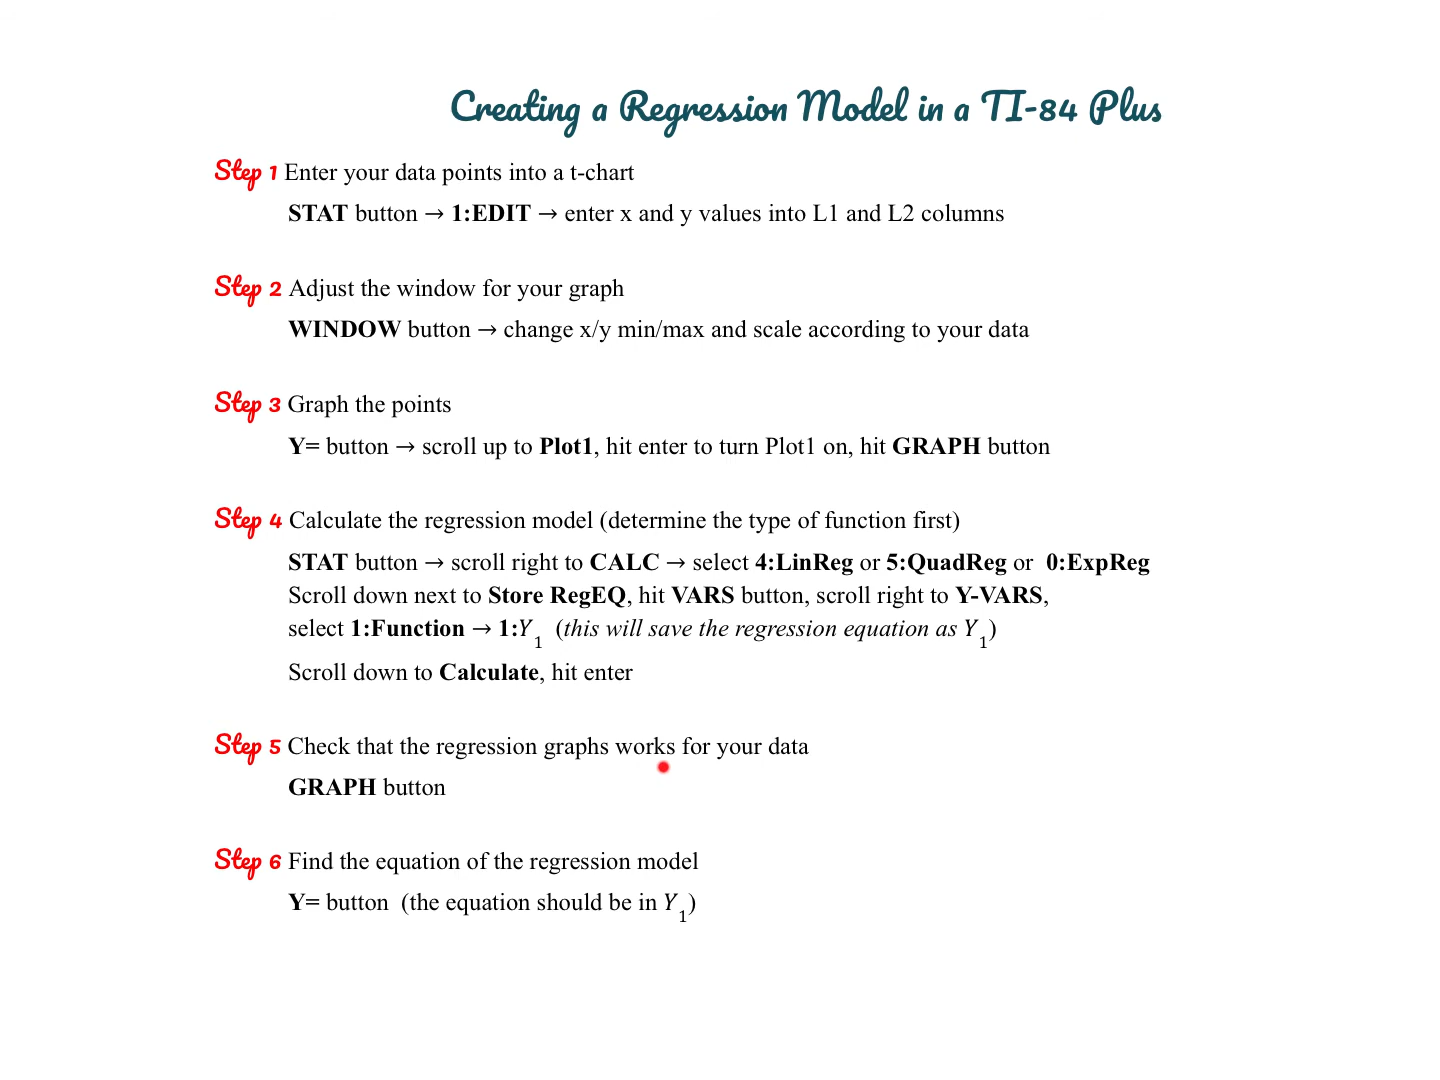 Creating a Regression Model in a TI-84 Plus
Step 1 Enter your data points into a t-chart
STAT button → 1:EDIT → enter x and y values into L1 and L2 columns
Step 2 Adjust the window for your graph
WINDOW button → change x/y min/max and scale according to your data
Step 3 Graph the points
Y= button → scroll up to Plot1, hit enter to turn Plot1 on, hit GRAPH button
Step 4 Calculate the regression model (determine the type of function first)
STAT button → scroll right to CALC → select 4:LinReg or 5:QuadReg or 0:ExpReg
Scroll down next to Store RegEQ, hit VARS button, scroll right to Y-VARS,
select 1:Function → 1:Y₁ (this will save the regression equation as Y₁)
Scroll down to Calculate, hit enter
Step 5 Check that the regression graphs works for your data
GRAPH button
Step 6 Find the equation of the regression model
Y= button (the equation should be in Y₁)